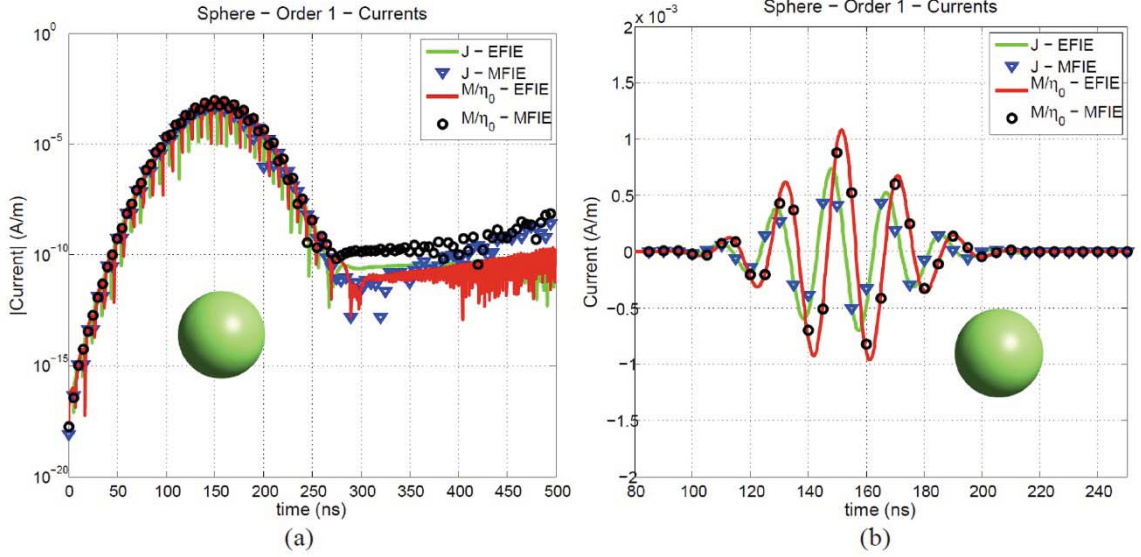 Sphere − Order 1 − Currents
10^0
10^−5
10^−10
10^−15
10^−20
|Current| (A/m)
J − EFIE
J − MFIE
M/η0 − EFIE
M/η0 − MFIE
0 50 100 150 200 250 300 350 400 450 500
time (ns)
(a)
Sphere − Order 1 − Currents
2 x 10^−3
1.5
1
0.5
0
−0.5
−1
−1.5
−2
Current (A/m)
J − EFIE
J − MFIE
M/η0 − EFIE
M/η0 − MFIE
80 100 120 140 160 180 200 220 240
time (ns)
(b)